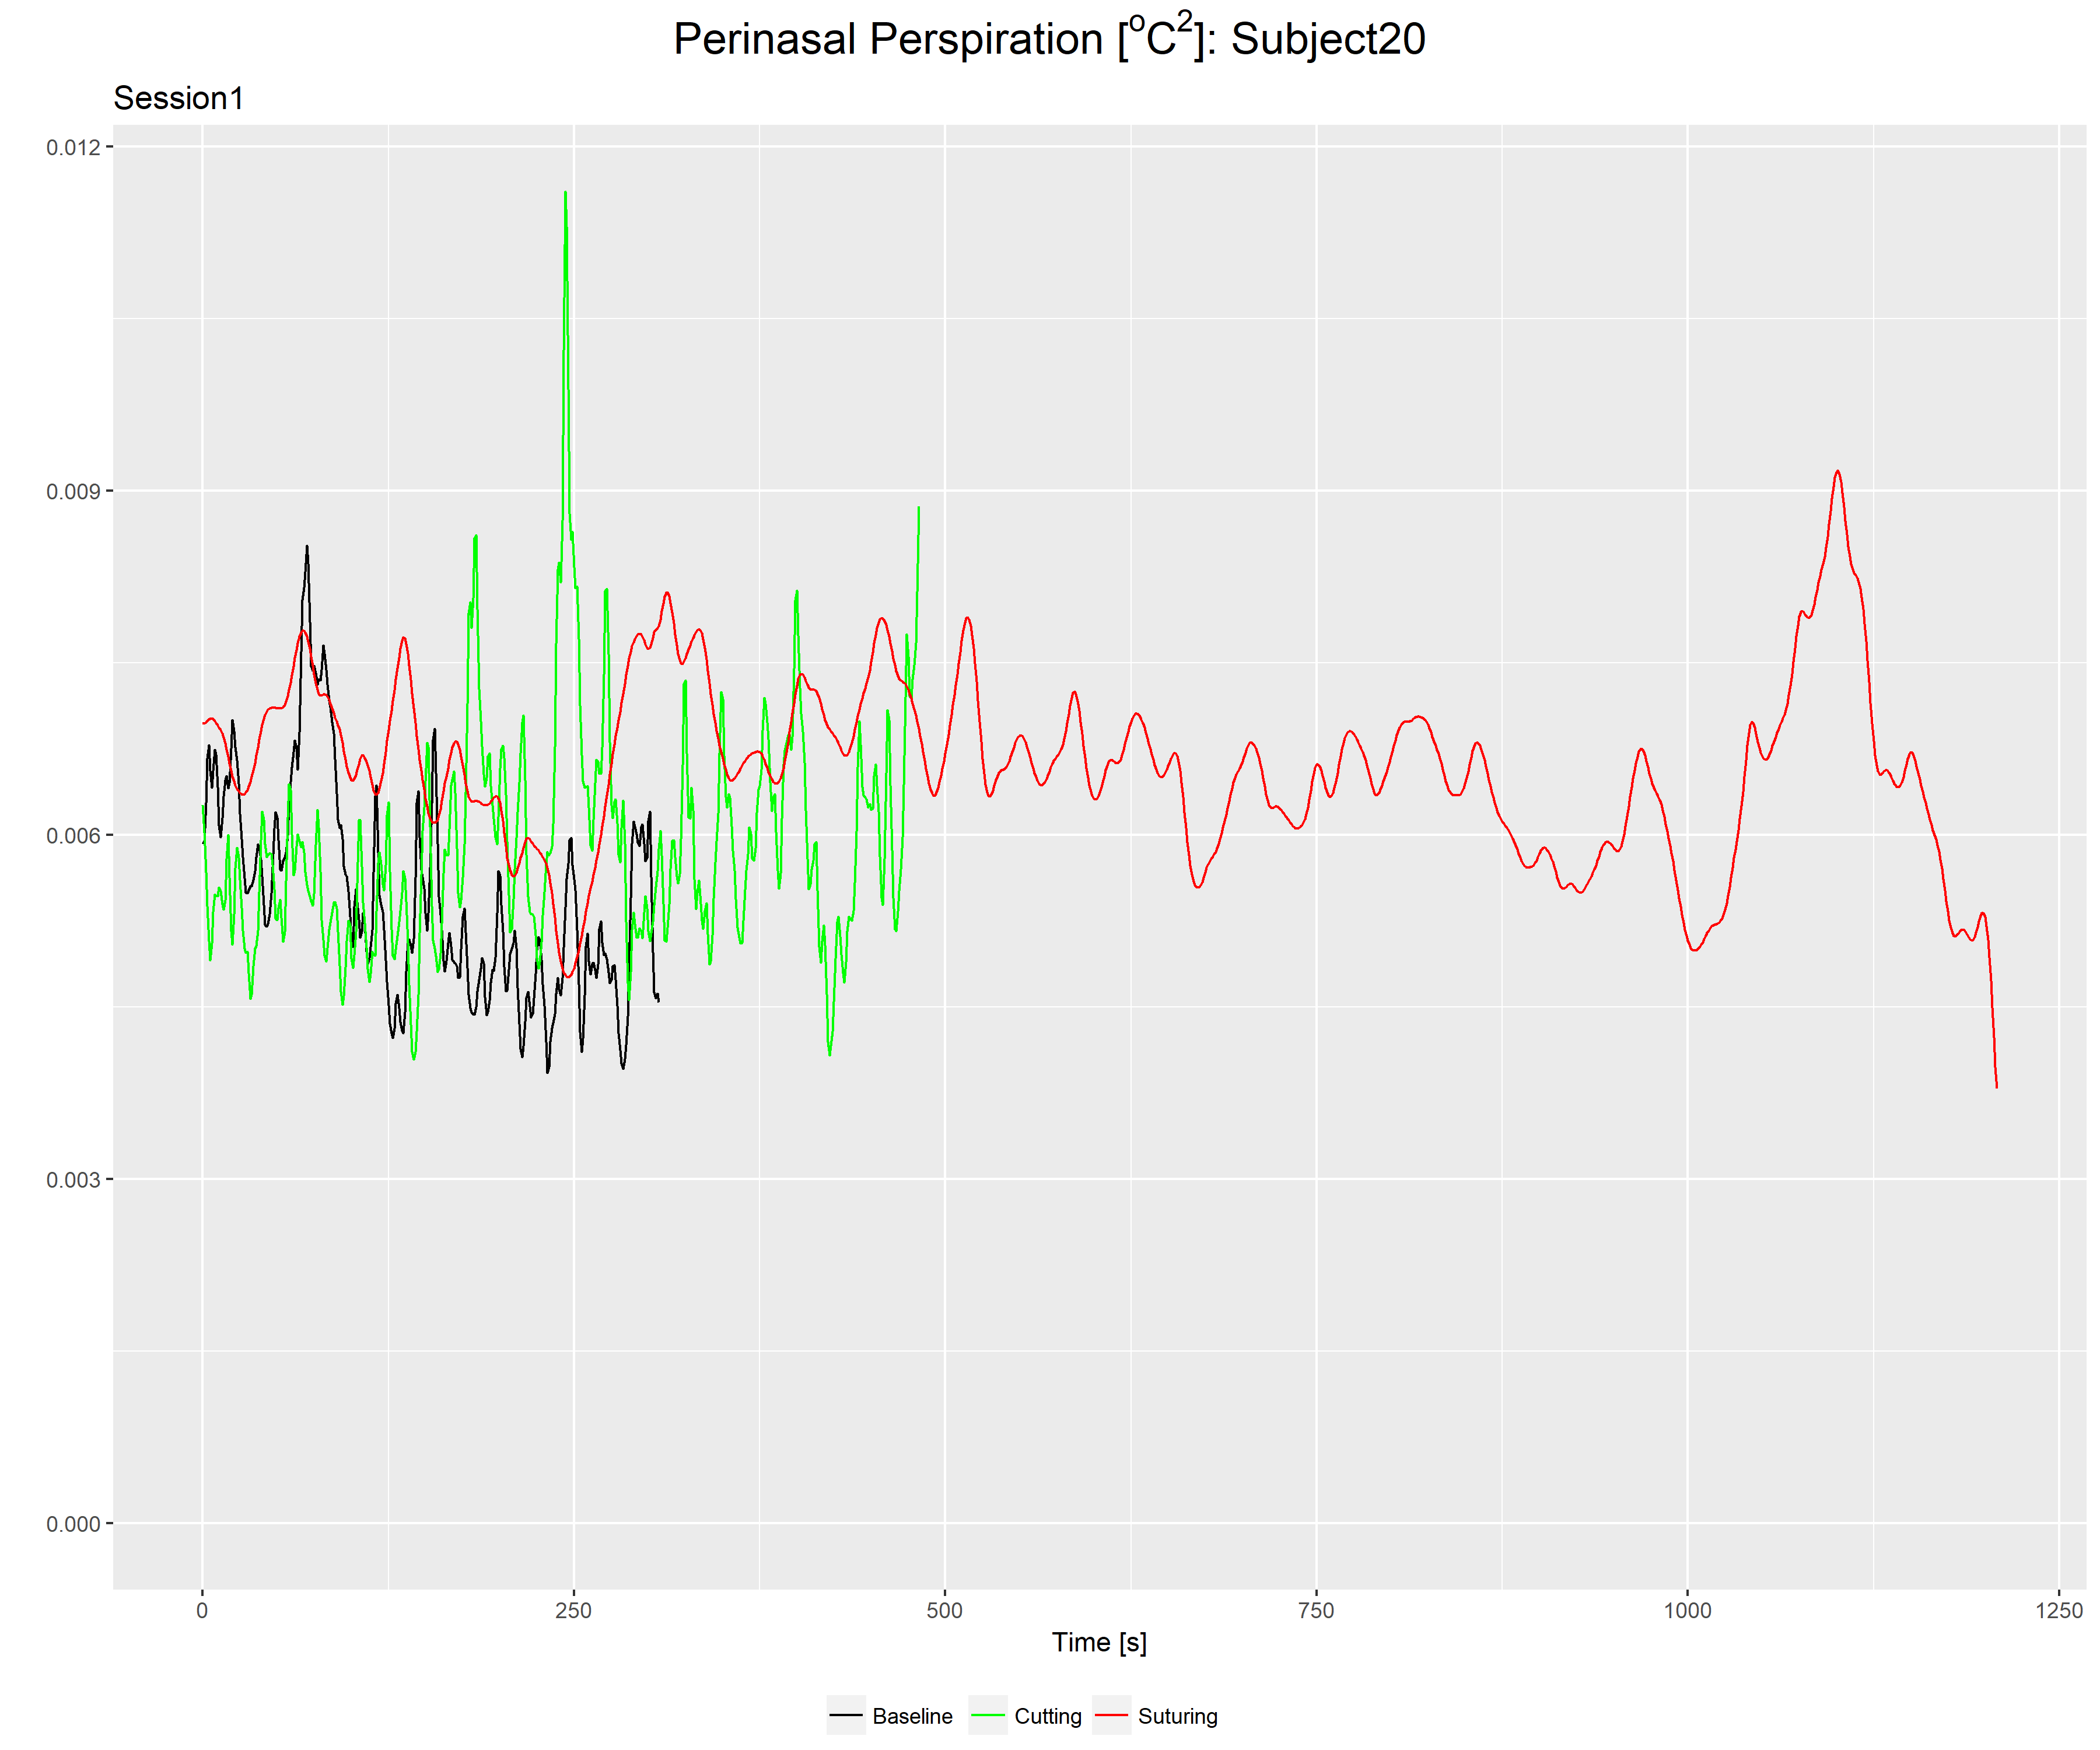 Perinasal Perspiration [°C²]: Subject20
Session1
0.012
0.009
0.006
0.003
0.000
0 250 500 750 1000 1250
Time [s]
Baseline Cutting Suturing